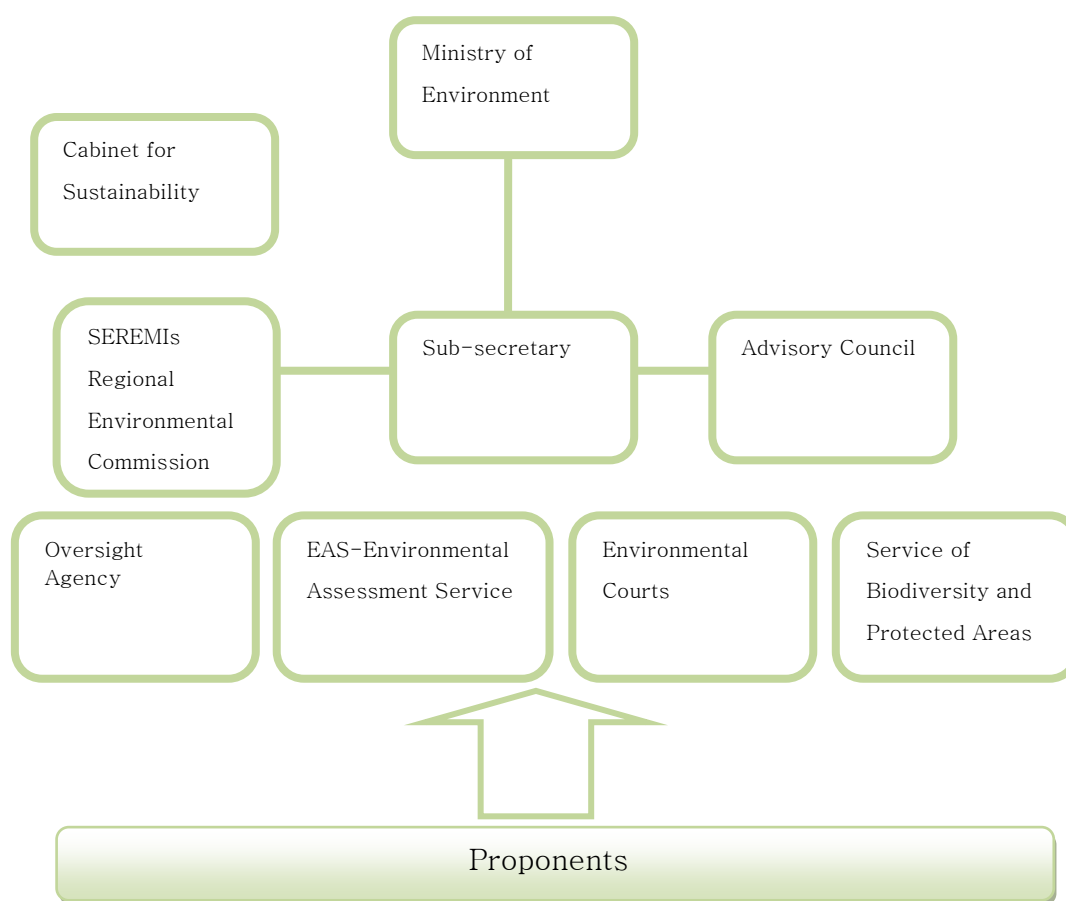 Ministry of
Environment
Cabinet for
Sustainability
SEREMIs
Regional
Environmental
Commission
Sub-secretary
Advisory Council
Oversight
Agency
EAS-Environmental
Assessment Service
Environmental
Courts
Service of
Biodiversity and
Protected Areas
Proponents